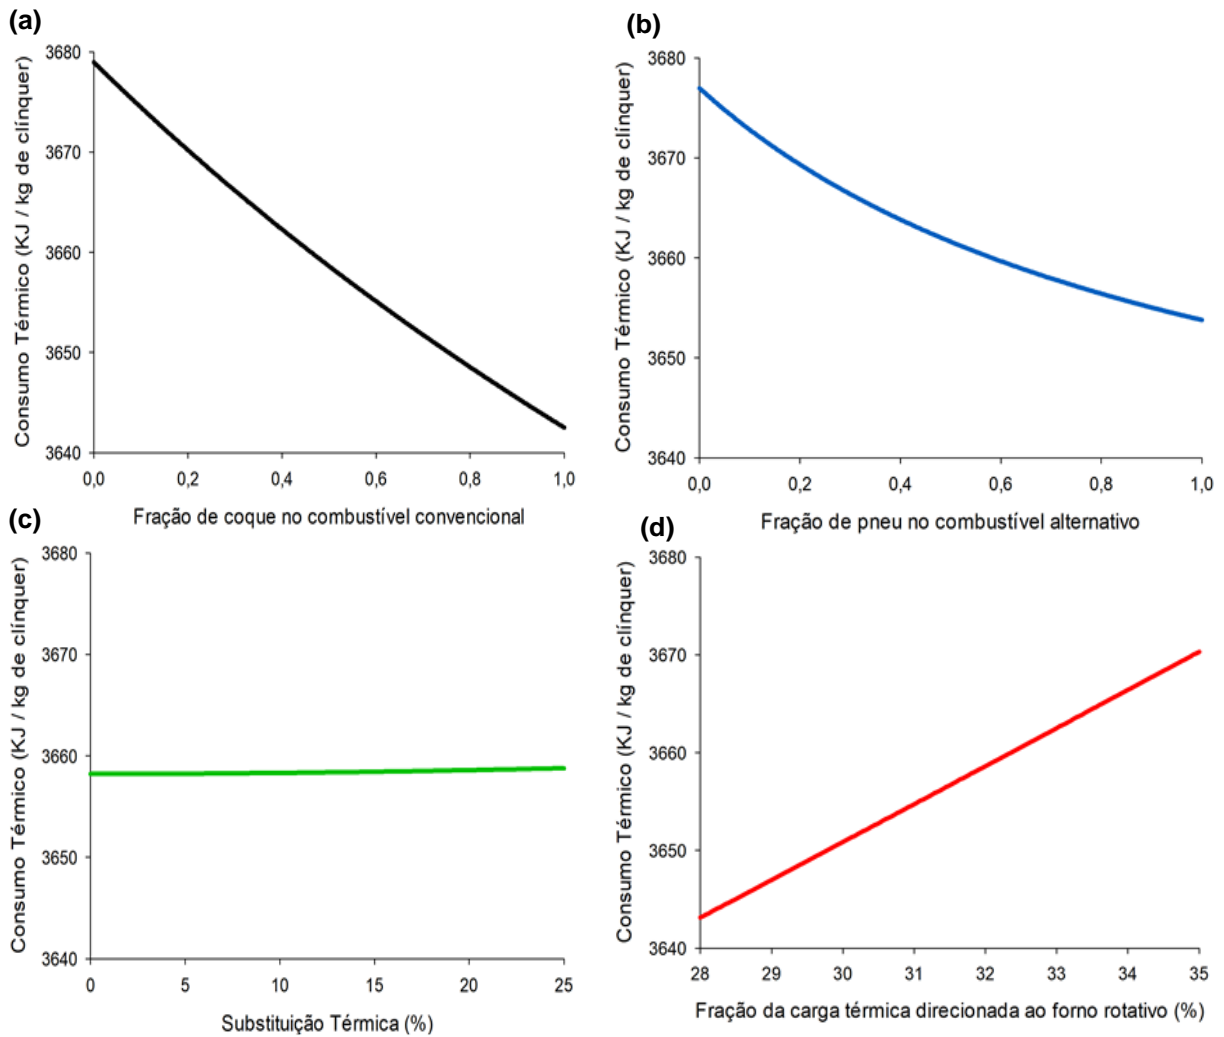 (a)
Consumo Térmico (KJ / kg de clínquer)
3680
3670
3660
3650
3640
0,0 0,2 0,4 0,6 0,8 1,0
Fração de coque no combustível convencional
(b)
Consumo Térmico (KJ / kg de clínquer)
3680
3670
3660
3650
3640
0,0 0,2 0,4 0,6 0,8 1,0
Fração de pneu no combustível alternativo
(c)
Consumo Térmico (KJ / kg de clínquer)
3680
3670
3660
3650
3640
0 5 10 15 20 25
Substituição Térmica (%)
(d)
Consumo Térmico (KJ / kg de clínquer)
3680
3670
3660
3650
3640
28 29 30 31 32 33 34 35
Fração da carga térmica direcionada ao forno rotativo (%)